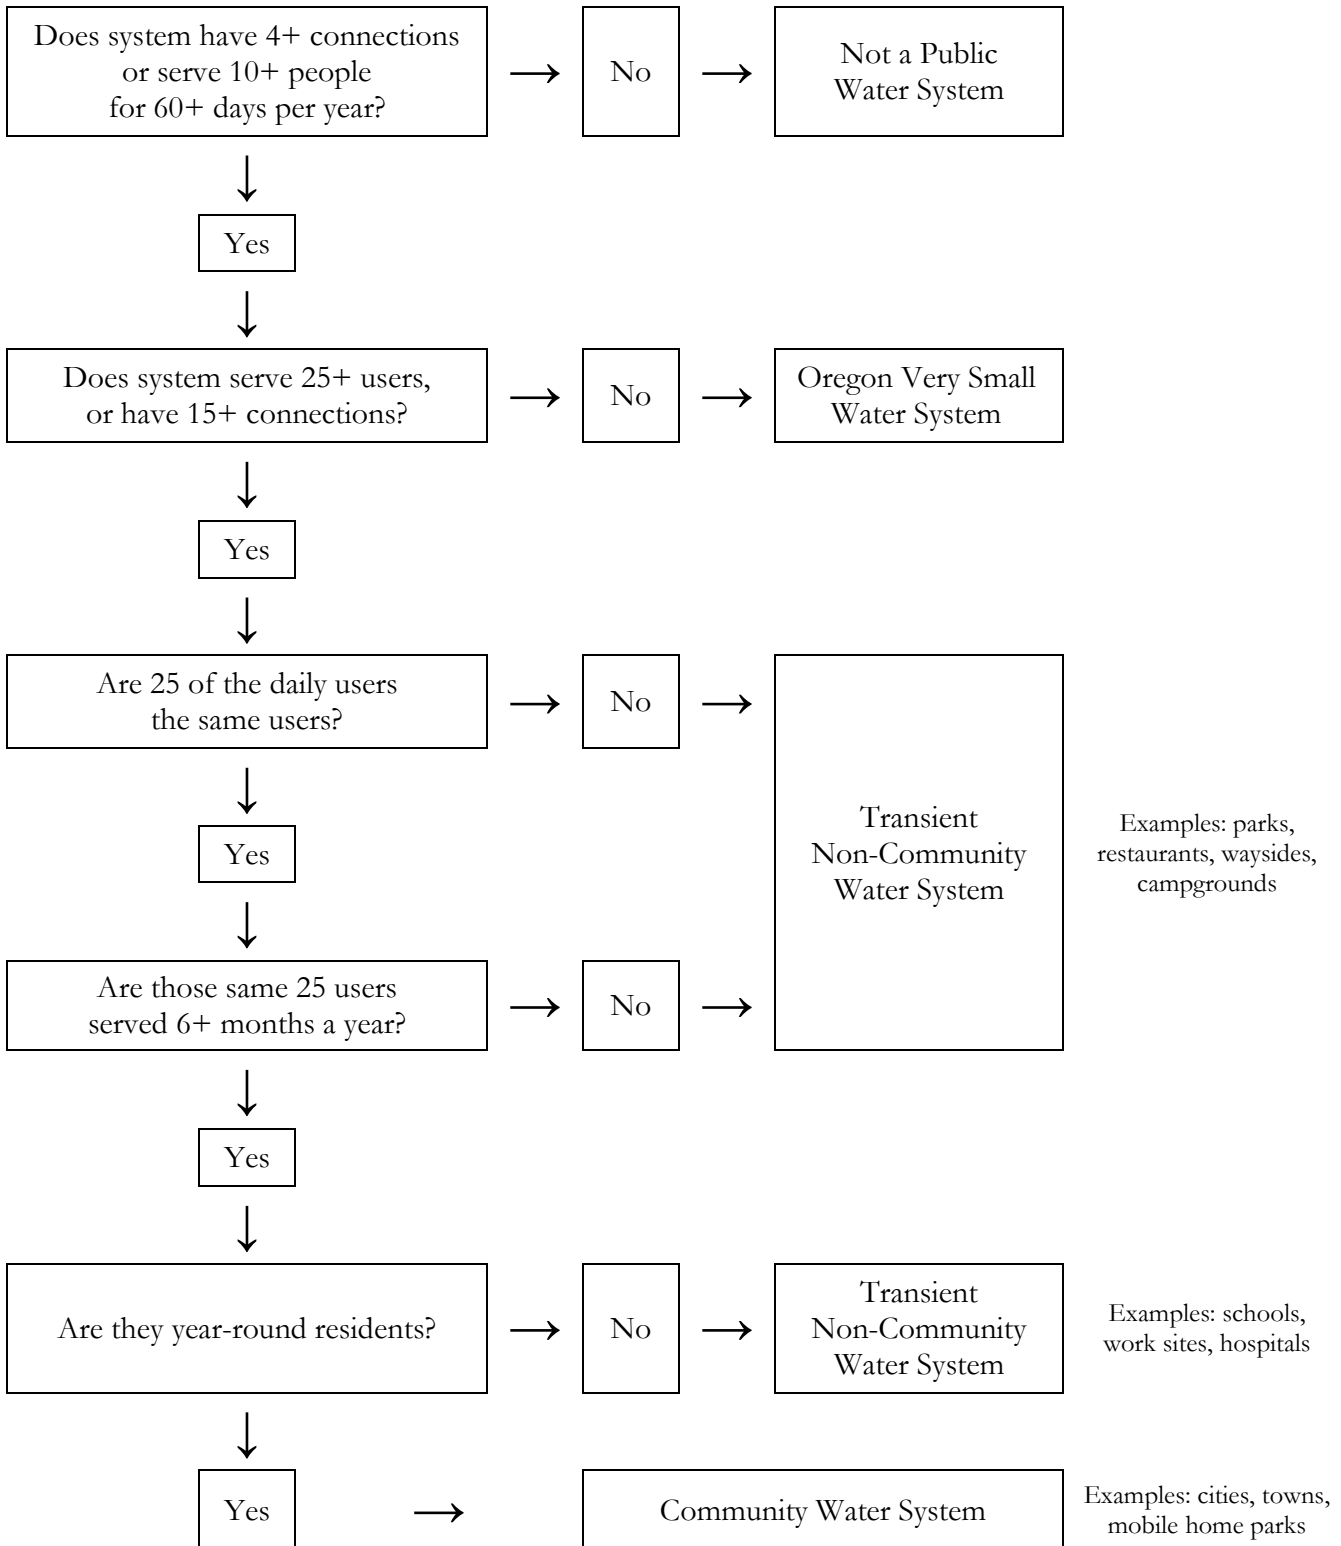 Does system have 4+ connections
or serve 10+ people
for 60+ days per year?
No
Not a Public
Water System
Yes
Does system serve 25+ users,
or have 15+ connections?
No
Oregon Very Small
Water System
Yes
Are 25 of the daily users
the same users?
No
Transient
Non-Community
Water System
Examples: parks,
restaurants, waysides,
campgrounds
Yes
Are those same 25 users
served 6+ months a year?
No
Yes
Are they year-round residents?
No
Transient
Non-Community
Water System
Examples: schools,
work sites, hospitals
Yes
Community Water System
Examples: cities, towns,
mobile home parks